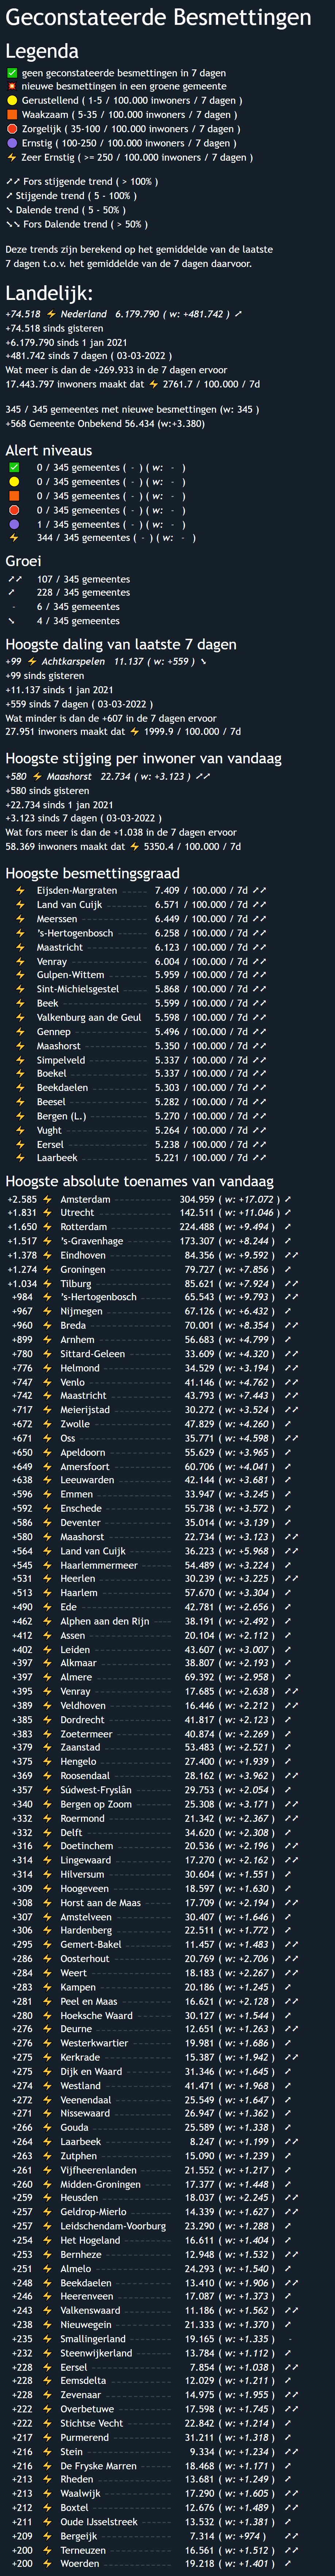 Geconstateerde Besmettingen
Legenda
✅ geen geconstateerde besmettingen in 7 dagen
💥 nieuwe besmettingen in een groene gemeente
🟡 Gerustellend ( 1-5 / 100.000 inwoners / 7 dagen )
🟧 Waakzaam ( 5-35 / 100.000 inwoners / 7 dagen )
🔴 Zorgelijk ( 35-100 / 100.000 inwoners / 7 dagen )
🟣 Ernstig ( 100-250 / 100.000 inwoners / 7 dagen )
⚡ Zeer Ernstig ( >= 250 / 100.000 inwoners / 7 dagen )
➚➚ Fors stijgende trend ( > 100% )
➚ Stijgende trend ( 5 - 100% )
➘ Dalende trend ( 5 - 50% )
➘➘ Fors Dalende trend ( > 50% )
Deze trends zijn berekend op het gemiddelde van de laatste
7 dagen t.o.v. het gemiddelde van de 7 dagen daarvoor.
Landelijk:
+74.518 ⚡ Nederland 6.179.790 ( w: +481.742 ) ➚
+74.518 sinds gisteren
+6.179.790 sinds 1 jan 2021
+481.742 sinds 7 dagen ( 03-03-2022 )
Wat meer is dan de +269.933 in de 7 dagen ervoor
17.443.797 inwoners maakt dat ⚡ 2761.7 / 100.000 / 7d
345 / 345 gemeentes met nieuwe besmettingen (w: 345 )
+568 Gemeente Onbekend 56.434 (w:+3.380)
Alert niveaus
✅ 0 / 345 gemeentes ( - ) ( w: - )
🟡 0 / 345 gemeentes ( - ) ( w: - )
🟧 0 / 345 gemeentes ( - ) ( w: - )
🔴 0 / 345 gemeentes ( - ) ( w: - )
🟣 1 / 345 gemeentes ( - ) ( w: - )
⚡ 344 / 345 gemeentes ( - ) ( w: - )
Groei
➚➚ 107 / 345 gemeentes
➚ 228 / 345 gemeentes
- 6 / 345 gemeentes
➘ 4 / 345 gemeentes
Hoogste daling van laatste 7 dagen
+99 ⚡ Achtkarspelen 11.137 ( w: +559 ) ➘
+99 sinds gisteren
+11.137 sinds 1 jan 2021
+559 sinds 7 dagen ( 03-03-2022 )
Wat minder is dan de +607 in de 7 dagen ervoor
27.951 inwoners maakt dat ⚡ 1999.9 / 100.000 / 7d
Hoogste stijging per inwoner van vandaag
+580 ⚡ Maashorst 22.734 ( w: +3.123 ) ➚➚
+580 sinds gisteren
+22.734 sinds 1 jan 2021
+3.123 sinds 7 dagen ( 03-03-2022 )
Wat fors meer is dan de +1.038 in de 7 dagen ervoor
58.369 inwoners maakt dat ⚡ 5350.4 / 100.000 / 7d
Hoogste besmettingsgraad
⚡ Eijsden-Margraten 7.409 / 100.000 / 7d ➚➚
⚡ Land van Cuijk 6.571 / 100.000 / 7d ➚➚
⚡ Meerssen 6.449 / 100.000 / 7d ➚➚
⚡ 's-Hertogenbosch 6.258 / 100.000 / 7d ➚➚
⚡ Maastricht 6.123 / 100.000 / 7d ➚➚
⚡ Venray 6.004 / 100.000 / 7d ➚➚
⚡ Gulpen-Wittem 5.959 / 100.000 / 7d ➚➚
⚡ Sint-Michielsgestel 5.868 / 100.000 / 7d ➚➚
⚡ Beek 5.599 / 100.000 / 7d ➚➚
⚡ Valkenburg aan de Geul 5.598 / 100.000 / 7d ➚➚
⚡ Gennep 5.496 / 100.000 / 7d ➚➚
⚡ Maashorst 5.350 / 100.000 / 7d ➚➚
⚡ Simpelveld 5.337 / 100.000 / 7d ➚➚
⚡ Boekel 5.337 / 100.000 / 7d ➚➚
⚡ Beekdaelen 5.303 / 100.000 / 7d ➚➚
⚡ Beesel 5.282 / 100.000 / 7d ➚➚
⚡ Bergen (L.) 5.270 / 100.000 / 7d ➚➚
⚡ Vught 5.264 / 100.000 / 7d ➚➚
⚡ Eersel 5.238 / 100.000 / 7d ➚➚
⚡ Laarbeek 5.221 / 100.000 / 7d ➚➚
Hoogste absolute toenames van vandaag
+2.585 ⚡ Amsterdam 304.959 ( w: +17.072 ) ➚
+1.831 ⚡ Utrecht 142.511 ( w: +11.046 ) ➚
+1.650 ⚡ Rotterdam 224.488 ( w: +9.494 ) ➚
+1.517 ⚡ 's-Gravenhage 173.307 ( w: +8.244 ) ➚
+1.378 ⚡ Eindhoven 84.356 ( w: +9.592 ) ➚➚
+1.274 ⚡ Groningen 79.727 ( w: +7.856 ) ➚
+1.034 ⚡ Tilburg 85.621 ( w: +7.924 ) ➚➚
+984 ⚡ 's-Hertogenbosch 65.543 ( w: +9.793 ) ➚➚
+967 ⚡ Nijmegen 67.126 ( w: +6.432 ) ➚
+960 ⚡ Breda 70.001 ( w: +8.354 ) ➚➚
+899 ⚡ Arnhem 56.683 ( w: +4.799 ) ➚
+780 ⚡ Sittard-Geleen 33.609 ( w: +4.320 ) ➚➚
+776 ⚡ Helmond 34.529 ( w: +3.194 ) ➚➚
+747 ⚡ Venlo 41.146 ( w: +4.762 ) ➚➚
+742 ⚡ Maastricht 43.793 ( w: +7.443 ) ➚➚
+717 ⚡ Meierijstad 30.272 ( w: +3.524 ) ➚➚
+672 ⚡ Zwolle 47.829 ( w: +4.260 ) ➚
+671 ⚡ Oss 35.771 ( w: +4.598 ) ➚➚
+650 ⚡ Apeldoorn 55.629 ( w: +3.965 ) ➚
+649 ⚡ Amersfoort 60.706 ( w: +4.041 ) ➚
+638 ⚡ Leeuwarden 42.144 ( w: +3.681 ) ➚
+596 ⚡ Emmen 33.947 ( w: +3.245 ) ➚
+592 ⚡ Enschede 55.738 ( w: +3.572 ) ➚
+586 ⚡ Deventer 35.014 ( w: +3.139 ) ➚
+580 ⚡ Maashorst 22.734 ( w: +3.123 ) ➚➚
+564 ⚡ Land van Cuijk 36.223 ( w: +5.968 ) ➚➚
+545 ⚡ Haarlemmermeer 54.489 ( w: +3.224 ) ➚
+531 ⚡ Heerlen 30.239 ( w: +3.225 ) ➚➚
+513 ⚡ Haarlem 57.670 ( w: +3.304 ) ➚
+490 ⚡ Ede 42.781 ( w: +2.656 ) ➚
+462 ⚡ Alphen aan den Rijn 38.191 ( w: +2.492 ) ➚
+412 ⚡ Assen 20.104 ( w: +2.112 ) ➚
+402 ⚡ Leiden 43.607 ( w: +3.007 ) ➚
+397 ⚡ Alkmaar 38.807 ( w: +2.193 ) ➚
+397 ⚡ Almere 69.392 ( w: +2.958 ) ➚
+395 ⚡ Venray 17.685 ( w: +2.638 ) ➚➚
+389 ⚡ Veldhoven 16.446 ( w: +2.212 ) ➚➚
+385 ⚡ Dordrecht 41.817 ( w: +2.123 ) ➚
+383 ⚡ Zoetermeer 40.874 ( w: +2.269 ) ➚
+379 ⚡ Zaanstad 53.483 ( w: +2.521 ) ➚
+375 ⚡ Hengelo 27.400 ( w: +1.939 ) ➚
+369 ⚡ Roosendaal 28.162 ( w: +3.962 ) ➚➚
+357 ⚡ Súdwest-Fryslân 29.753 ( w: +2.054 ) ➚
+340 ⚡ Bergen op Zoom 25.308 ( w: +3.171 ) ➚➚
+332 ⚡ Roermond 21.342 ( w: +2.367 ) ➚➚
+332 ⚡ Delft 34.620 ( w: +2.308 ) ➚
+316 ⚡ Doetinchem 20.536 ( w: +2.196 ) ➚➚
+314 ⚡ Lingewaard 17.270 ( w: +2.162 ) ➚➚
+314 ⚡ Hilversum 30.604 ( w: +1.551 ) ➚
+309 ⚡ Hoogeveen 18.597 ( w: +1.630 ) ➚
+308 ⚡ Horst aan de Maas 17.709 ( w: +2.194 ) ➚➚
+307 ⚡ Amstelveen 30.407 ( w: +1.646 ) ➚
+306 ⚡ Hardenberg 22.511 ( w: +1.772 ) ➚
+295 ⚡ Gemert-Bakel 11.457 ( w: +1.483 ) ➚➚
+286 ⚡ Oosterhout 20.769 ( w: +2.706 ) ➚➚
+284 ⚡ Weert 18.183 ( w: +2.267 ) ➚➚
+283 ⚡ Kampen 20.186 ( w: +1.245 ) ➚
+281 ⚡ Peel en Maas 16.621 ( w: +2.128 ) ➚➚
+280 ⚡ Hoeksche Waard 30.127 ( w: +1.544 ) ➚
+276 ⚡ Deurne 12.651 ( w: +1.263 ) ➚➚
+276 ⚡ Westerkwartier 19.981 ( w: +1.686 ) ➚
+275 ⚡ Kerkrade 15.387 ( w: +1.942 ) ➚➚
+275 ⚡ Dijk en Waard 31.346 ( w: +1.645 ) ➚
+274 ⚡ Westland 41.471 ( w: +1.968 ) ➚
+272 ⚡ Veenendaal 25.549 ( w: +1.647 ) ➚
+271 ⚡ Nissewaard 26.947 ( w: +1.362 ) ➚
+266 ⚡ Gouda 25.589 ( w: +1.338 ) ➚
+264 ⚡ Laarbeek 8.247 ( w: +1.199 ) ➚➚
+263 ⚡ Zutphen 15.090 ( w: +1.239 ) ➚
+261 ⚡ Vijfheerenlanden 21.552 ( w: +1.217 ) ➚
+260 ⚡ Midden-Groningen 17.377 ( w: +1.448 ) ➚
+259 ⚡ Heusden 18.037 ( w: +2.245 ) ➚➚
+257 ⚡ Geldrop-Mierlo 14.339 ( w: +1.627 ) ➚➚
+257 ⚡ Leidschendam-Voorburg 23.290 ( w: +1.288 ) ➚
+254 ⚡ Het Hogeland 16.611 ( w: +1.404 ) ➚
+253 ⚡ Bernheze 12.948 ( w: +1.532 ) ➚➚
+251 ⚡ Almelo 24.293 ( w: +1.540 ) ➚
+248 ⚡ Beekdaelen 13.410 ( w: +1.906 ) ➚➚
+246 ⚡ Heerenveen 17.087 ( w: +1.373 ) ➚
+243 ⚡ Valkenswaard 11.186 ( w: +1.562 ) ➚➚
+238 ⚡ Nieuwegein 21.333 ( w: +1.370 ) ➚
+235 ⚡ Smallingerland 19.165 ( w: +1.335 ) -
+232 ⚡ Steenwijkerland 13.784 ( w: +1.112 ) ➚
+228 ⚡ Eersel 7.854 ( w: +1.038 ) ➚➚
+228 ⚡ Eemsdelta 12.029 ( w: +1.211 ) ➚
+228 ⚡ Zevenaar 14.975 ( w: +1.955 ) ➚➚
+222 ⚡ Overbetuwe 17.598 ( w: +1.745 ) ➚➚
+222 ⚡ Stichtse Vecht 22.842 ( w: +1.214 ) ➚
+217 ⚡ Purmerend 31.211 ( w: +1.318 ) ➚
+216 ⚡ Stein 9.334 ( w: +1.234 ) ➚➚
+216 ⚡ De Fryske Marren 18.468 ( w: +1.171 ) ➚
+213 ⚡ Rheden 13.681 ( w: +1.249 ) ➚
+213 ⚡ Waalwijk 17.290 ( w: +1.605 ) ➚➚
+212 ⚡ Boxtel 12.676 ( w: +1.489 ) ➚➚
+211 ⚡ Oude IJsselstreek 13.532 ( w: +1.381 ) ➚
+209 ⚡ Bergeijk 7.314 ( w: +974 ) ➚➚
+200 ⚡ Terneuzen 16.561 ( w: +1.512 ) ➚➚
+200 ⚡ Woerden 19.218 ( w: +1.401 ) ➚